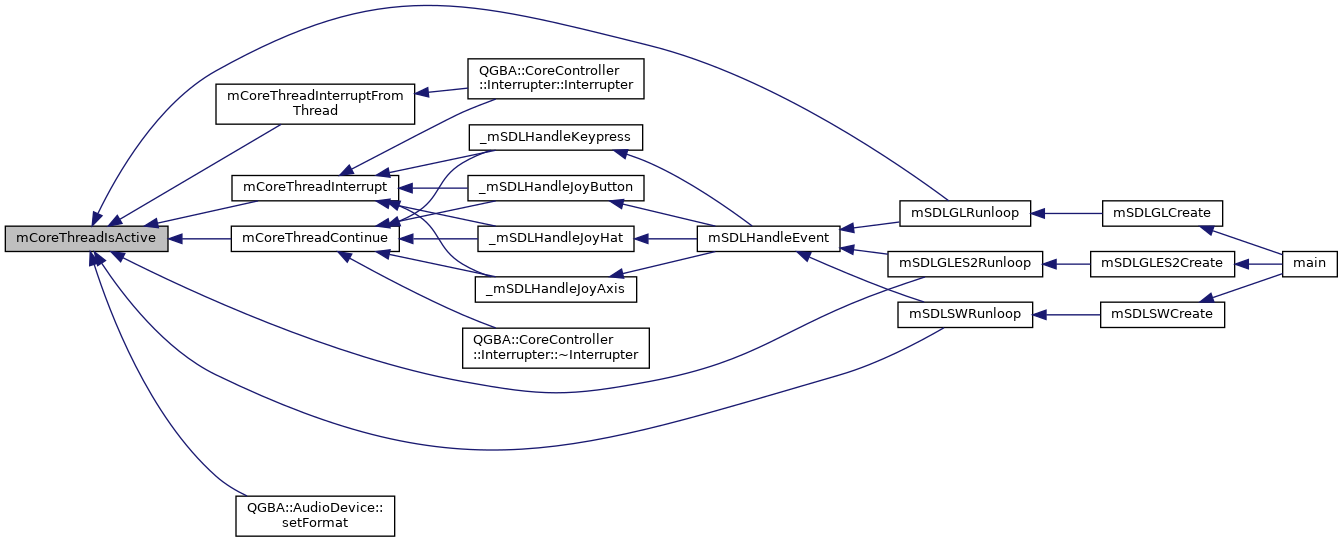 QGBA::CoreController
::Interrupter::Interrupter
mCoreThreadInterruptFrom
Thread
_mSDLHandleKeypress
mCoreThreadInterrupt
_mSDLHandleJoyButton
mSDLGLRunloop
mSDLGLCreate
mCoreThreadIsActive
mCoreThreadContinue
_mSDLHandleJoyHat
mSDLHandleEvent
mSDLGLES2Runloop
mSDLGLES2Create
main
_mSDLHandleJoyAxis
mSDLSWRunloop
mSDLSWCreate
QGBA::CoreController
::Interrupter::~Interrupter
QGBA::AudioDevice::
setFormat